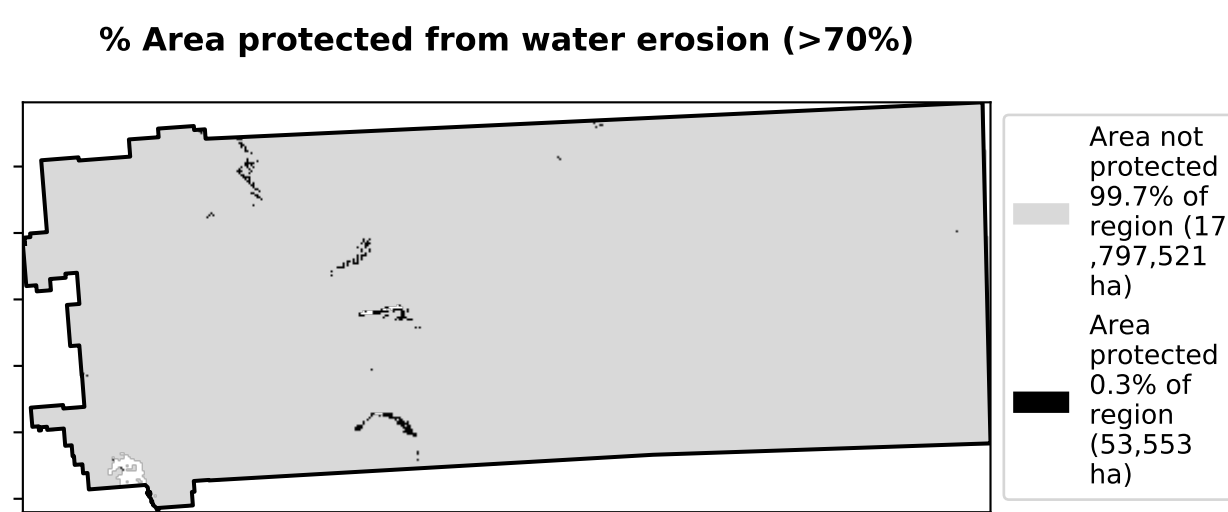 % Area protected from water erosion (>70%)
Area not
protected
99.7% of
region (17
,797,521
ha)
Area
protected
0.3% of
region
(53,553
ha)